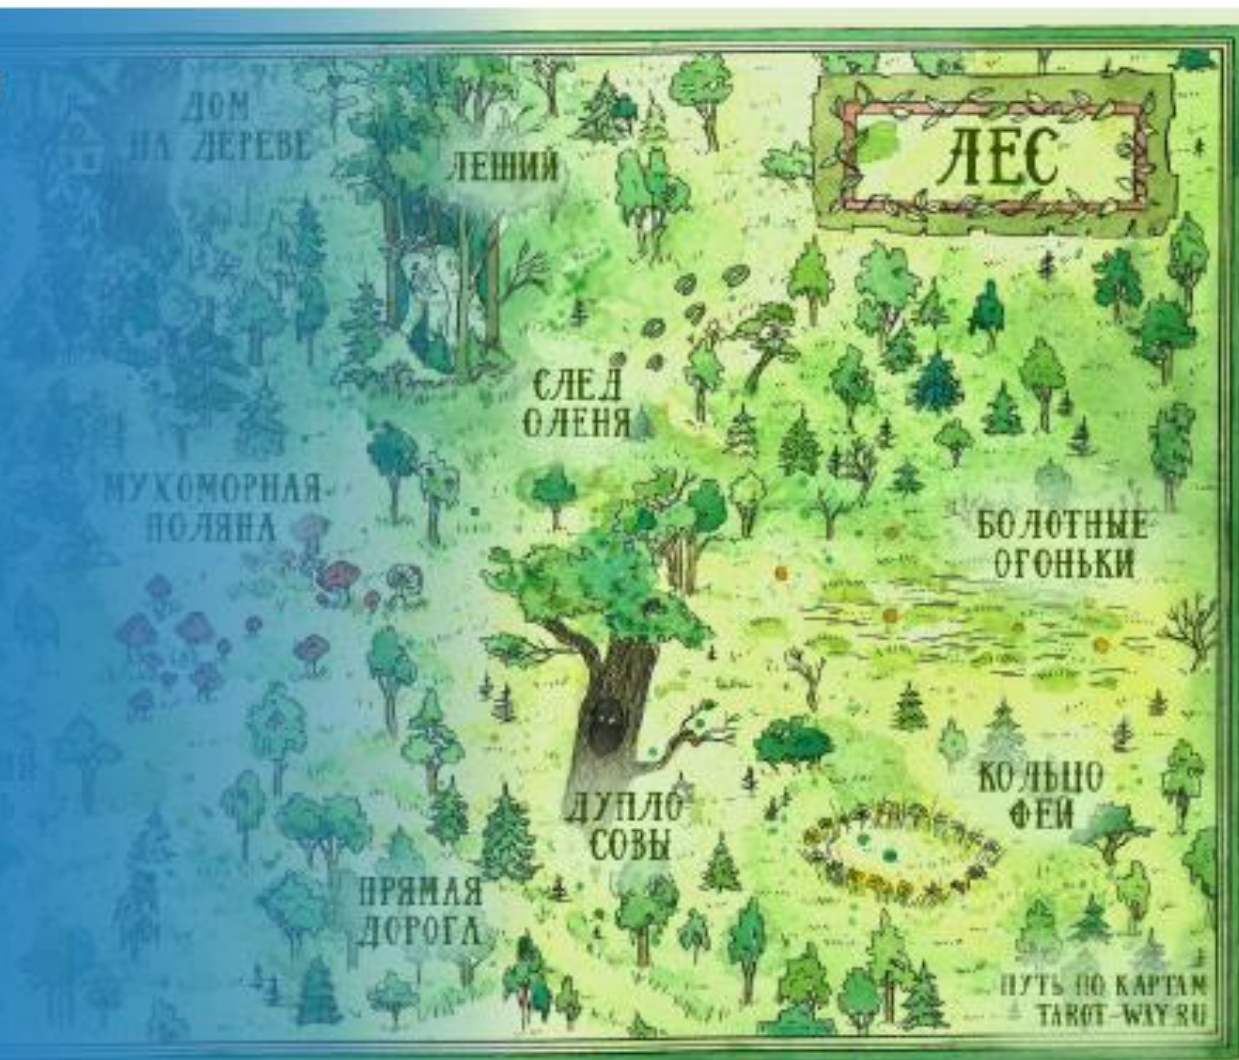 ЛЕС
ДОМ
НА ДЕРЕВЕ
ЛЕШИЙ
СЛЕД
ОЛЕНЯ
МУХОМОРНАЯ
ПОЛЯНА
БОЛОТНЫЕ
ОГОНЬКИ
КОЛЬЦО
ФЕЙ
ДУПЛО
СОВЫ
ПРЯМАЯ
ДОРОГА
ПУТЬ ПО КАРТАМ
TAROT-WAY.RU